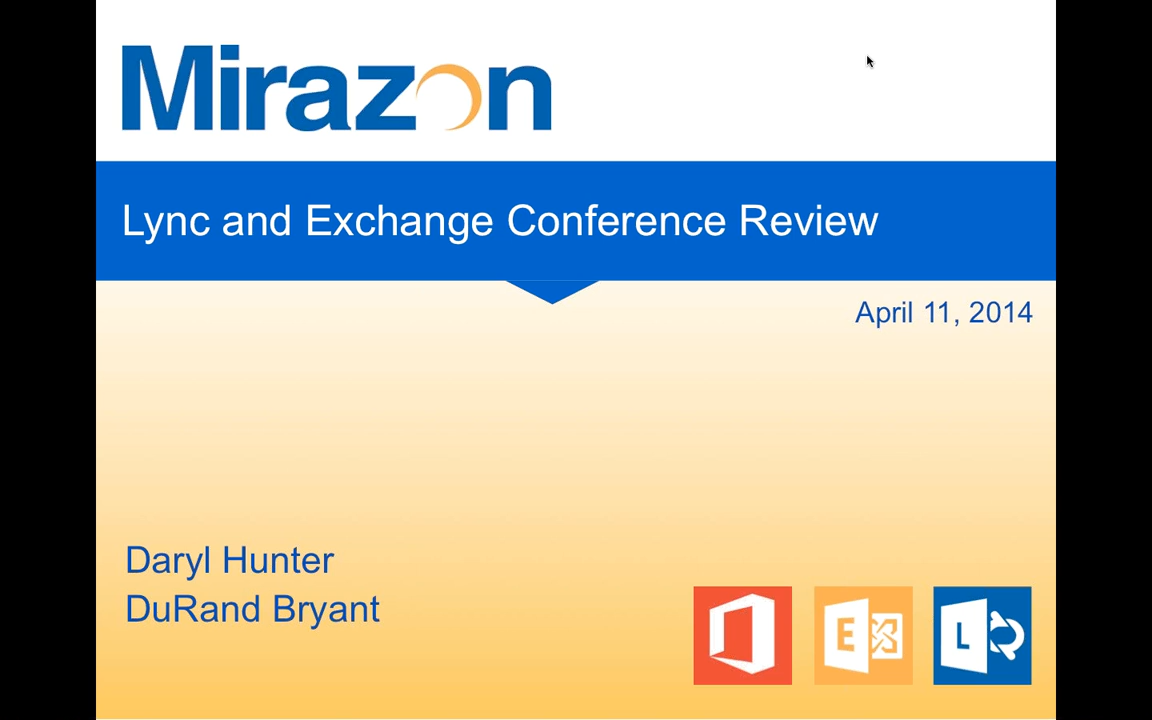 Mirazon
Lync and Exchange Conference Review
April 11, 2014
Daryl Hunter
DuRand Bryant
E
L